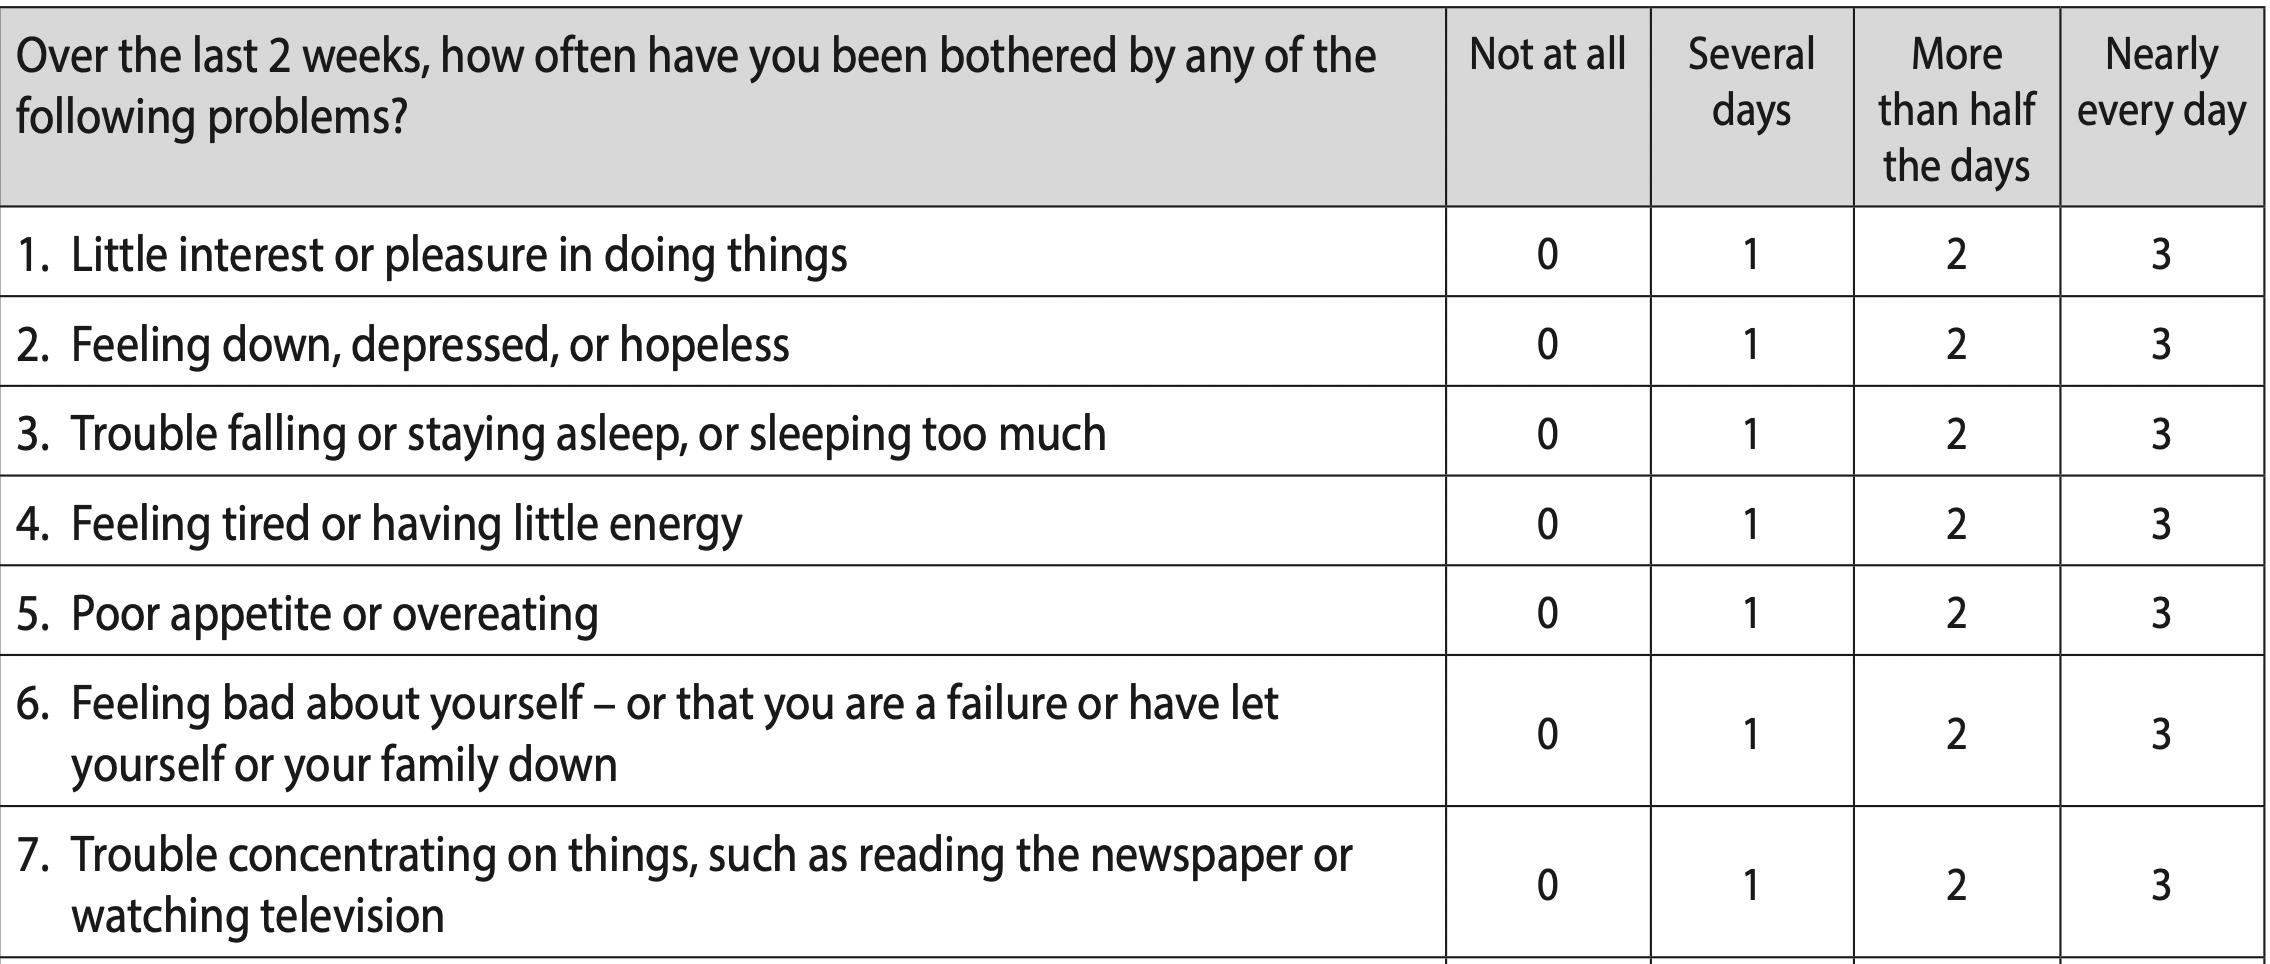 Over the last 2 weeks, how often have you been bothered by any of the
following problems?
Not at all
Several
days
More
than half
the days
Nearly
every day
1. Little interest or pleasure in doing things 0 1 2 3
2. Feeling down, depressed, or hopeless 0 1 2 3
3. Trouble falling or staying asleep, or sleeping too much 0 1 2 3
4. Feeling tired or having little energy 0 1 2 3
5. Poor appetite or overeating 0 1 2 3
6. Feeling bad about yourself – or that you are a failure or have let
yourself or your family down 0 1 2 3
7. Trouble concentrating on things, such as reading the newspaper or
watching television 0 1 2 3